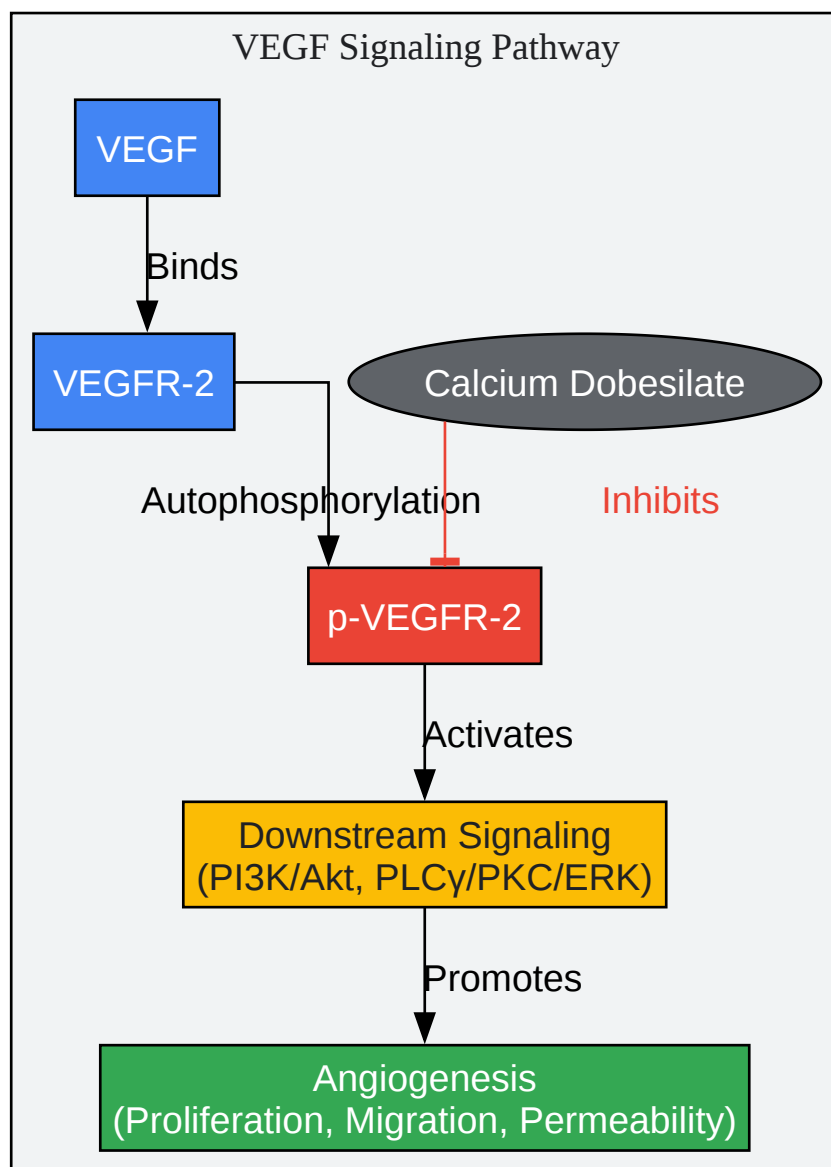 VEGF Signaling Pathway
VEGF
Binds
VEGFR-2
Calcium Dobesilate
Autophosphorylation
Inhibits
p-VEGFR-2
Activates
Downstream Signaling
(PI3K/Akt, PLCγ/PKC/ERK)
Promotes
Angiogenesis
(Proliferation, Migration, Permeability)